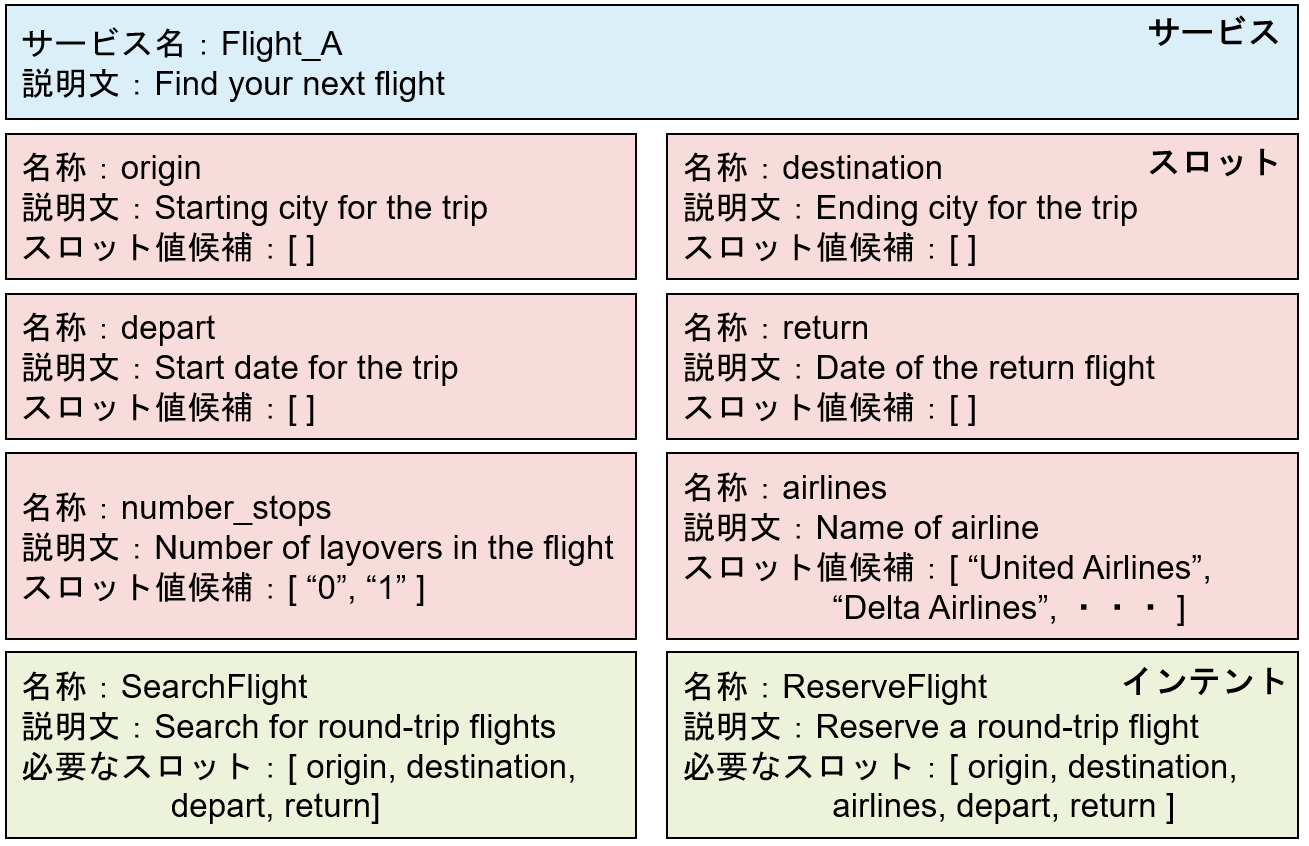 サービス
サービス名：Flight_A
説明文：Find your next flight
名称：origin
説明文：Starting city for the trip
スロット値候補：[ ]
スロット
名称：destination
説明文：Ending city for the trip
スロット値候補：[ ]
名称：depart
説明文：Start date for the trip
スロット値候補：[ ]
名称：return
説明文：Date of the return flight
スロット値候補：[ ]
名称：number_stops
説明文：Number of layovers in the flight
スロット値候補：[ “0”, “1” ]
名称：airlines
説明文：Name of airline
スロット値候補：[ “United Airlines”,
“Delta Airlines”, ・・・ ]
名称：SearchFlight
説明文：Search for round-trip flights
必要なスロット：[ origin, destination,
depart, return]
インテント
名称：ReserveFlight
説明文：Reserve a round-trip flight
必要なスロット：[ origin, destination,
airlines, depart, return ]